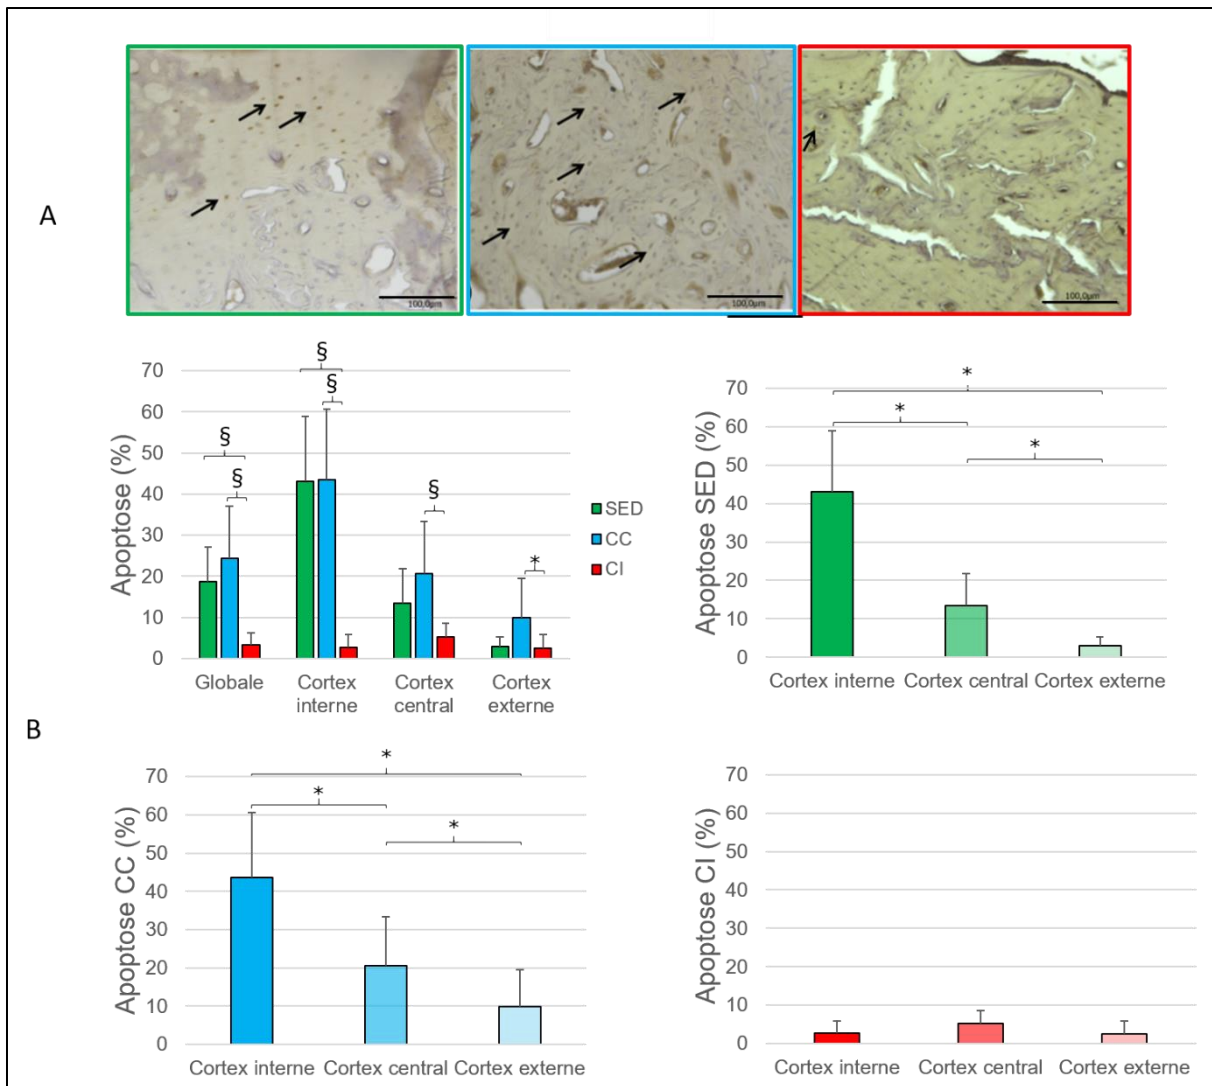 A
100,0µm
100,0µm
100,0µm
Apoptose (%)
70
60
50
40
30
20
10
0
§
§
§
§
§
*
Globale
Cortex interne
Cortex central
Cortex externe
SED
CC
CI
Apoptose SED (%)
70
60
50
40
30
20
10
0
*
*
*
Cortex interne
Cortex central
Cortex externe
B
Apoptose CC (%)
70
60
50
40
30
20
10
0
*
*
*
Cortex interne
Cortex central
Cortex externe
Apoptose CI (%)
70
60
50
40
30
20
10
0
Cortex interne
Cortex central
Cortex externe